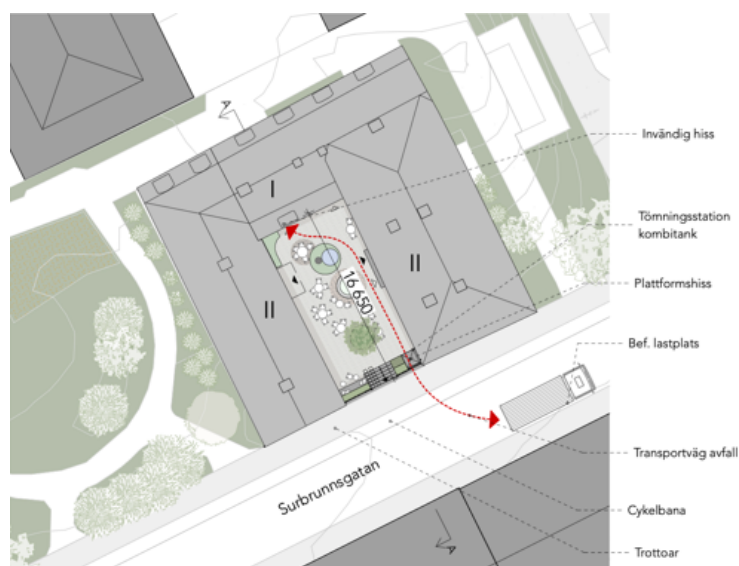 A
Invändig hiss
I
Tömningsstation
kombitank
II
Plattformshiss
16 650
II
Bef. lastplats
Transportväg avfall
Surbrunnsgatan
Cykelbana
A
Trottoar